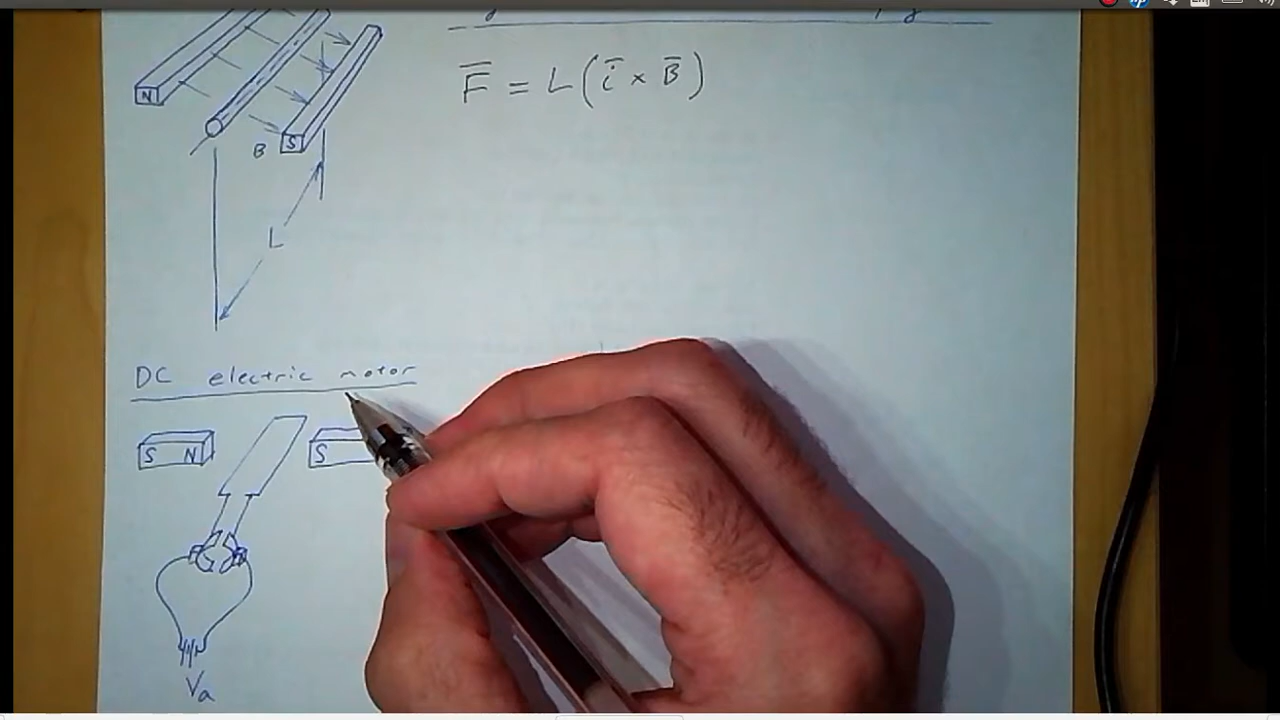 F̅ = L(i̅ × B̅)
N
B S
L
DC electric motor
S N S
Va